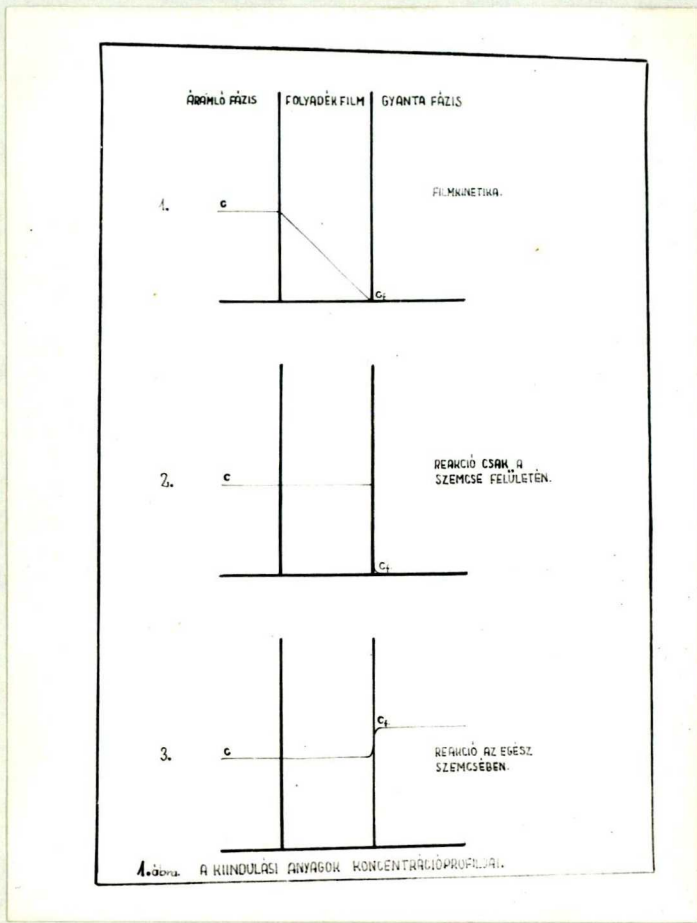 ÁRAMLÓ FÁZIS FOLYADÉK FILM GYANTA FÁZIS
FILMKINETIKA.
1. C
Cf
2. C
REAKCIÓ CSAK A
SZEMCSE FELÜLETÉN.
Cf
Cf
3. C
REAKCIÓ AZ EGÉSZ
SZEMCSÉBEN.
1. ábra. A KIINDULÁSI ANYAGOK KONCENTRÁCIÓPROFILJAI.